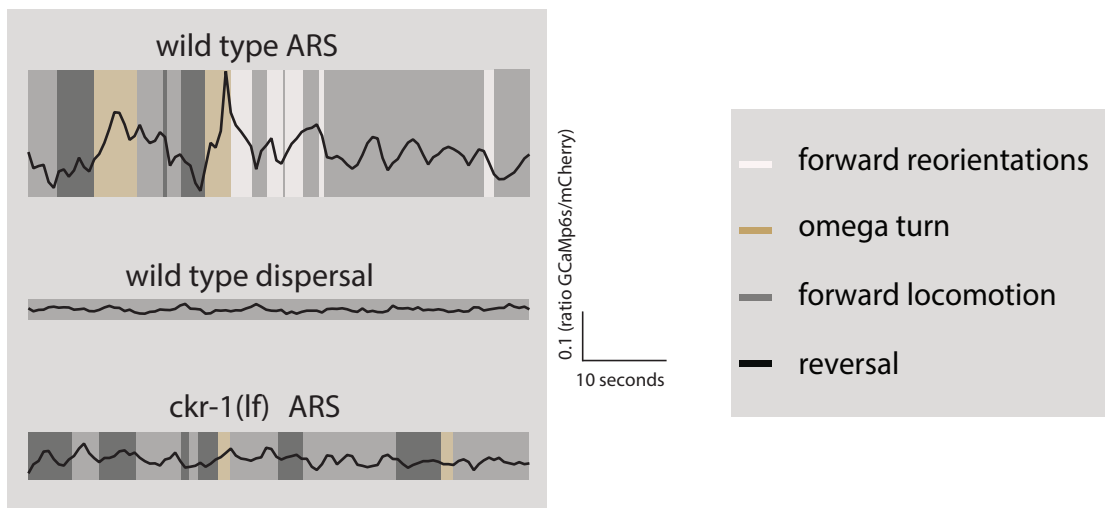 wild type ARS
wild type dispersal
ckr-1(lf) ARS
0.1 (ratio GCaMp6s/mCherry)
10 seconds
forward reorientations
omega turn
forward locomotion
reversal